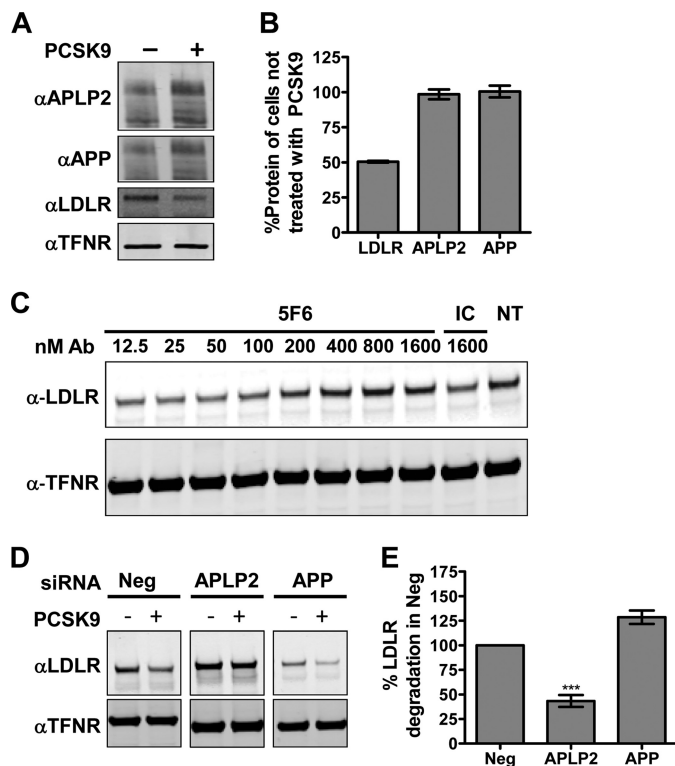 A
PCSK9 − +
αAPLP2
αAPP
αLDLR
αTFNR
B
%Protein of cells not
treated with PCSK9
125
100
75
50
25
0
LDLR APLP2 APP
C
5F6 IC NT
nM Ab 12.5 25 50 100 200 400 800 1600 1600
α-LDLR
α-TFNR
D
siRNA Neg APLP2 APP
PCSK9 - + - + - +
αLDLR
αTFNR
E
% LDLR
degradation in Neg
175
150
125
100
75
50
25
0
***
Neg APLP2 APP